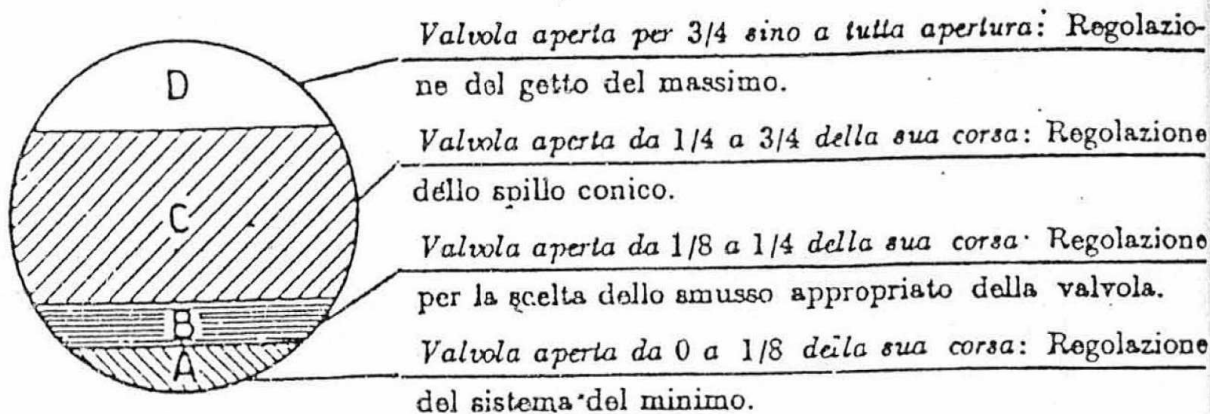 Valvola aperta per 3/4 sino a tutta apertura: Regolazio-
ne del getto del massimo.
Valvola aperta da 1/4 a 3/4 della sua corsa: Regolazione
dello spillo conico.
Valvola aperta da 1/8 a 1/4 della sua corsa· Regolazione
per la scelta dello smusso appropriato della valvola.
Valvola aperta da 0 a 1/8 della sua corsa: Regolazione
del sistema del minimo.
D
C
B
A